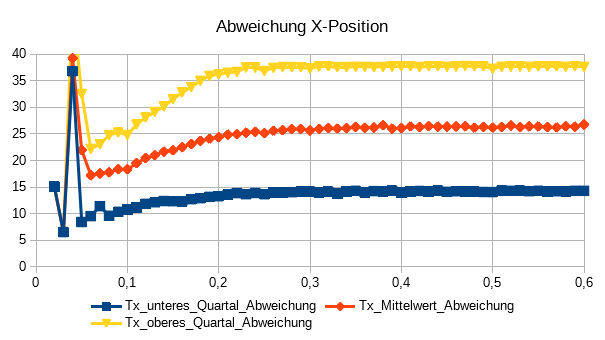 Abweichung X-Position
40
35
30
25
20
15
10
5
0
0 0,1 0,2 0,3 0,4 0,5 0,6
Tx_unteres_Quartal_Abweichung Tx_Mittelwert_Abweichung
Tx_oberes_Quartal_Abweichung